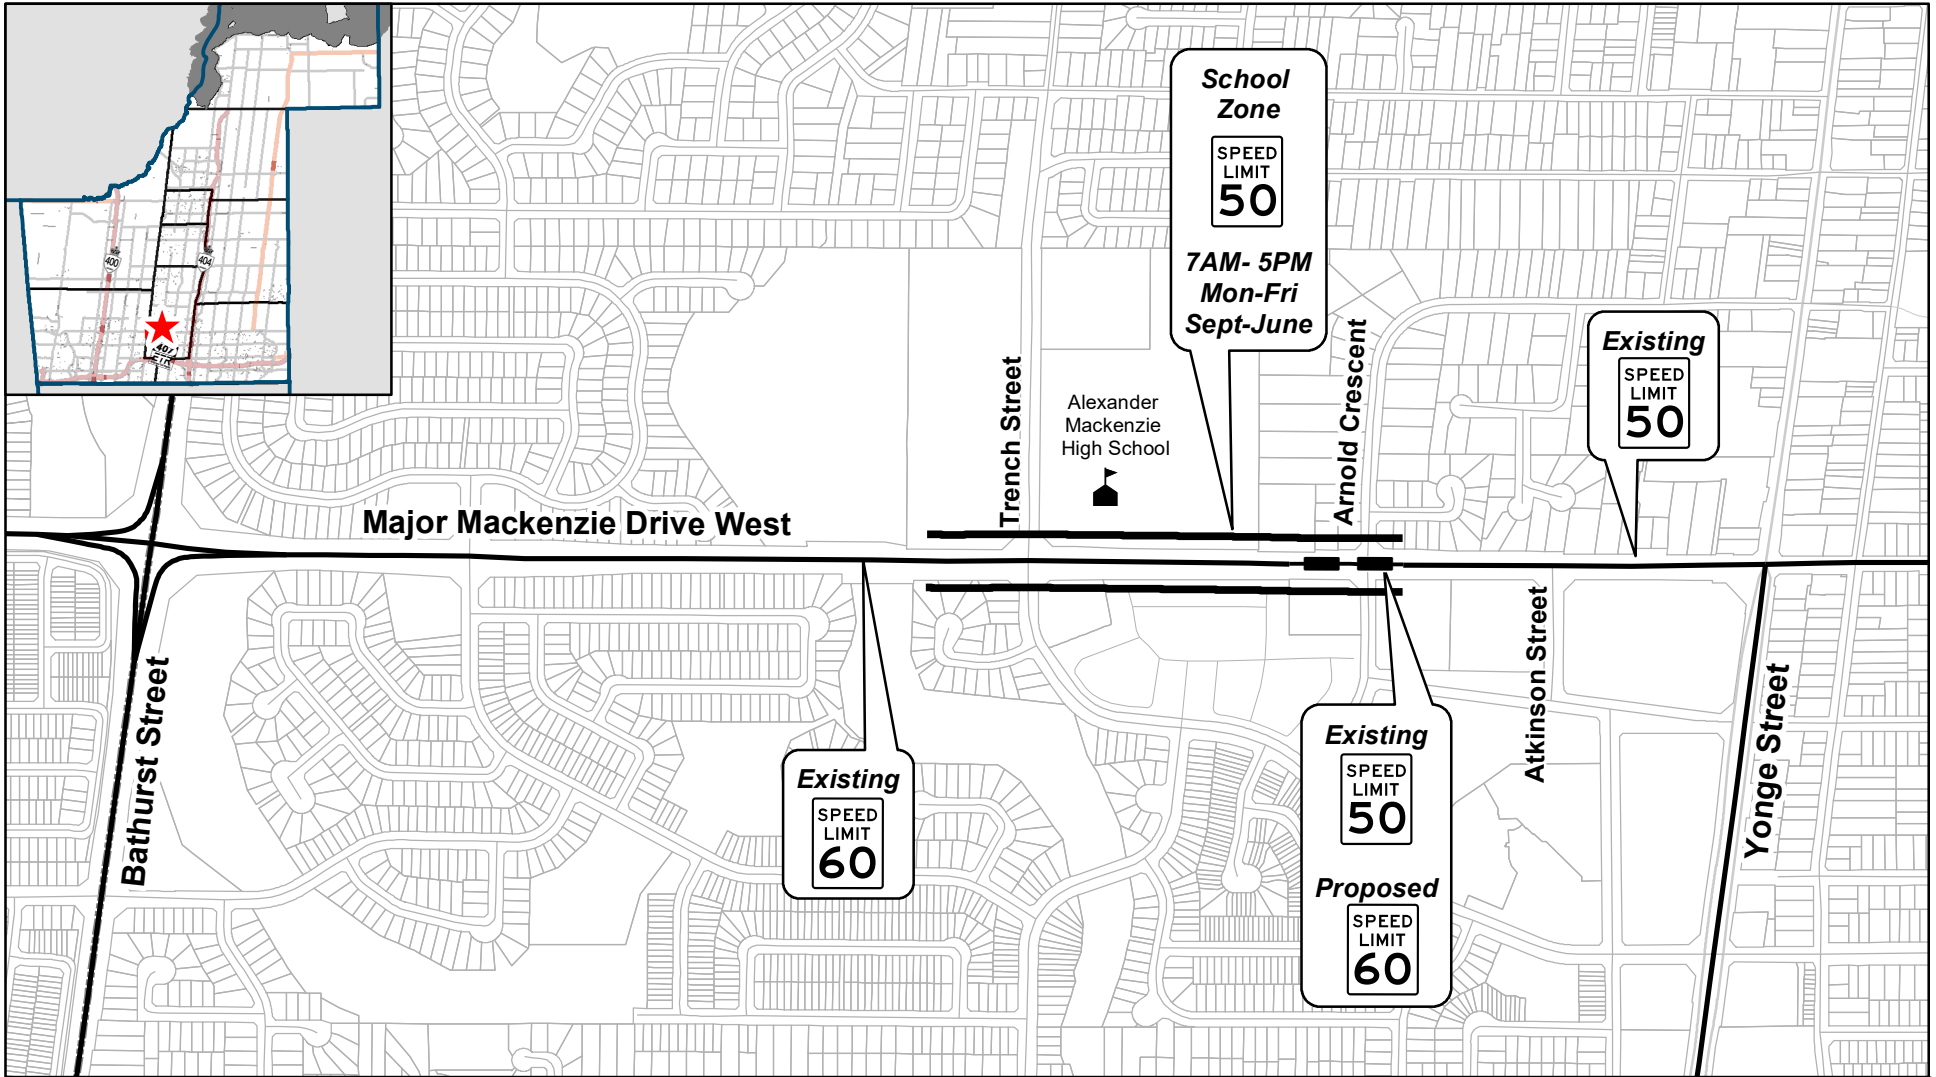 400
404
407
ETR
School
Zone
SPEED
LIMIT
50
7AM- 5PM
Mon-Fri
Sept-June
Existing
SPEED
LIMIT
50
Trench Street
Alexander
Mackenzie
High School
Arnold Crescent
Major Mackenzie Drive West
Bathurst Street
Existing
SPEED
LIMIT
60
Existing
SPEED
LIMIT
50
Proposed
SPEED
LIMIT
60
Atkinson Street
Yonge Street